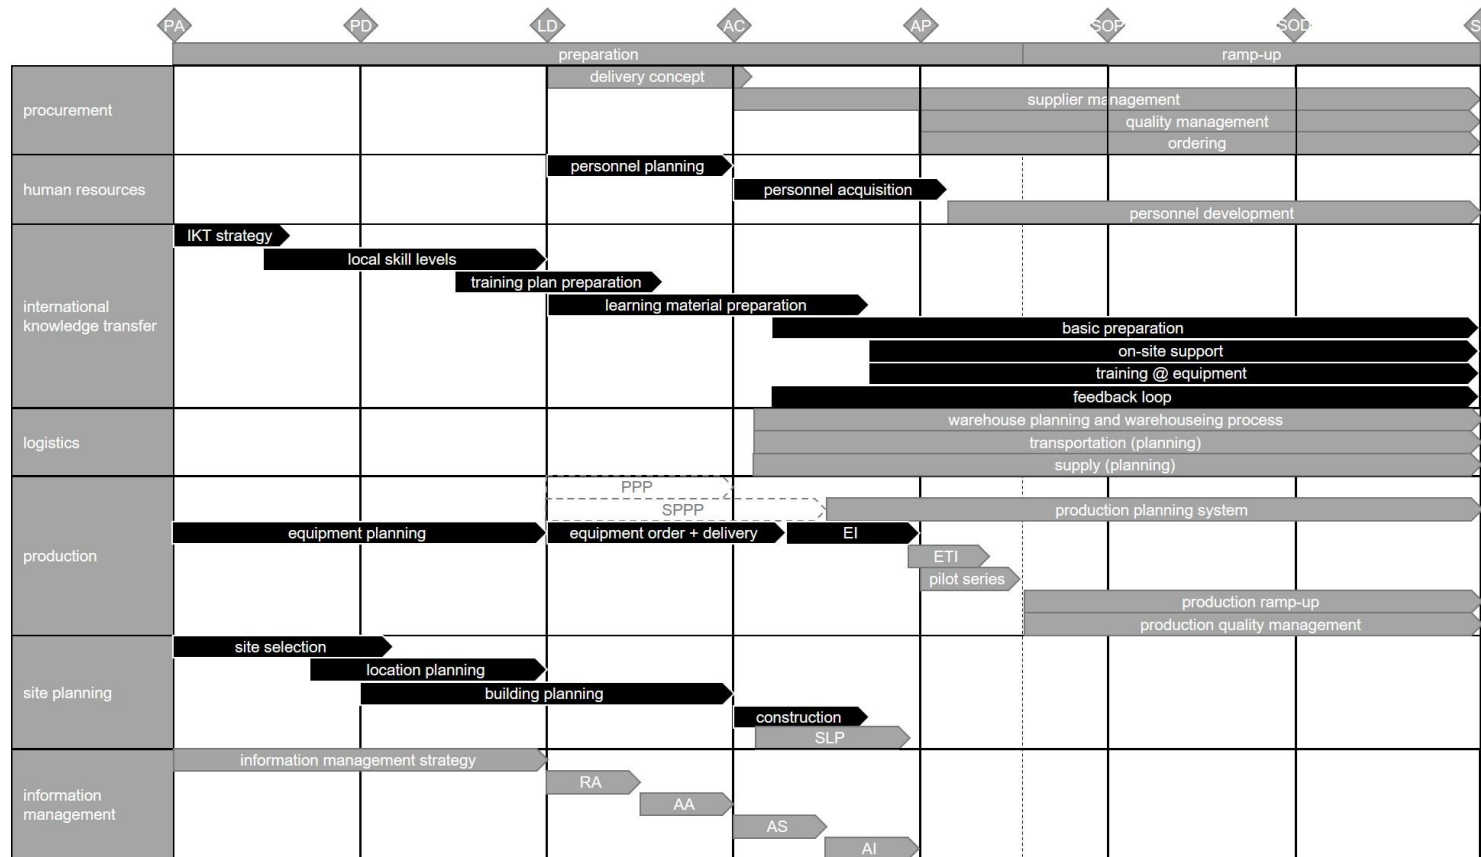 PA PD LD AC AP SOP SOD S
preparation ramp-up
delivery concept
procurement
supplier management
quality management
ordering
personnel planning
human resources
personnel acquisition
personnel development
IKT strategy
local skill levels
training plan preparation
learning material preparation
international
knowledge transfer
basic preparation
on-site support
training @ equipment
feedback loop
warehouse planning and warehouseing process
logistics
transportation (planning)
supply (planning)
PPP
SPPP production planning system
equipment planning equipment order + delivery EI
production
ETI
pilot series
production ramp-up
production quality management
site selection
location planning
site planning
building planning
construction
SLP
information management strategy
RA
information
management
AA
AS
AI